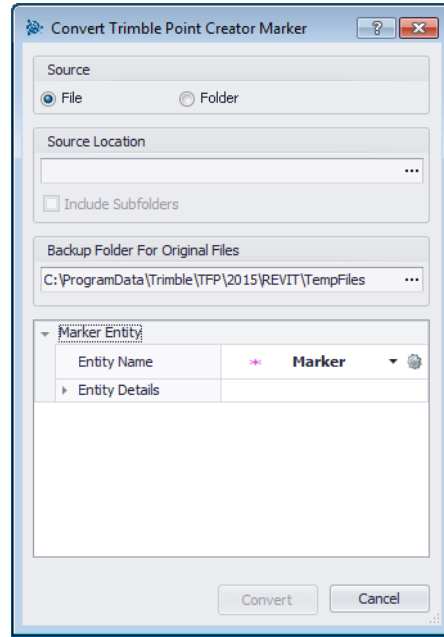 Convert Trimble Point Creator Marker
Source
File Folder
Source Location
...
Include Subfolders
Backup Folder For Original Files
C:\ProgramData\Trimble\TFP\2015\REVIT\TempFiles ...
Marker Entity
Entity Name Marker
Entity Details
Convert Cancel